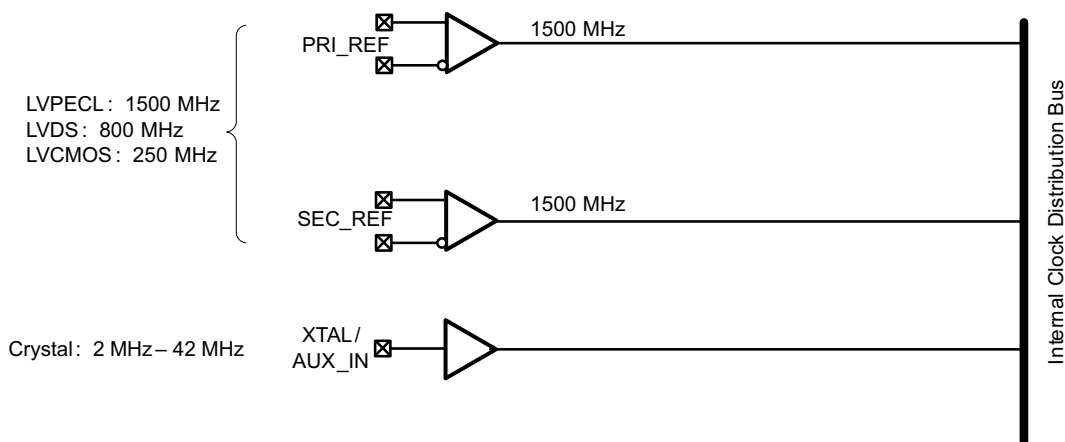 1500 MHz
PRI_REF
LVPECL: 1500 MHz
LVDS: 800 MHz
LVCMOS: 250 MHz
1500 MHz
SEC_REF
XTAL/
AUX_IN
Crystal: 2 MHz– 42 MHz
Internal Clock Distribution Bus